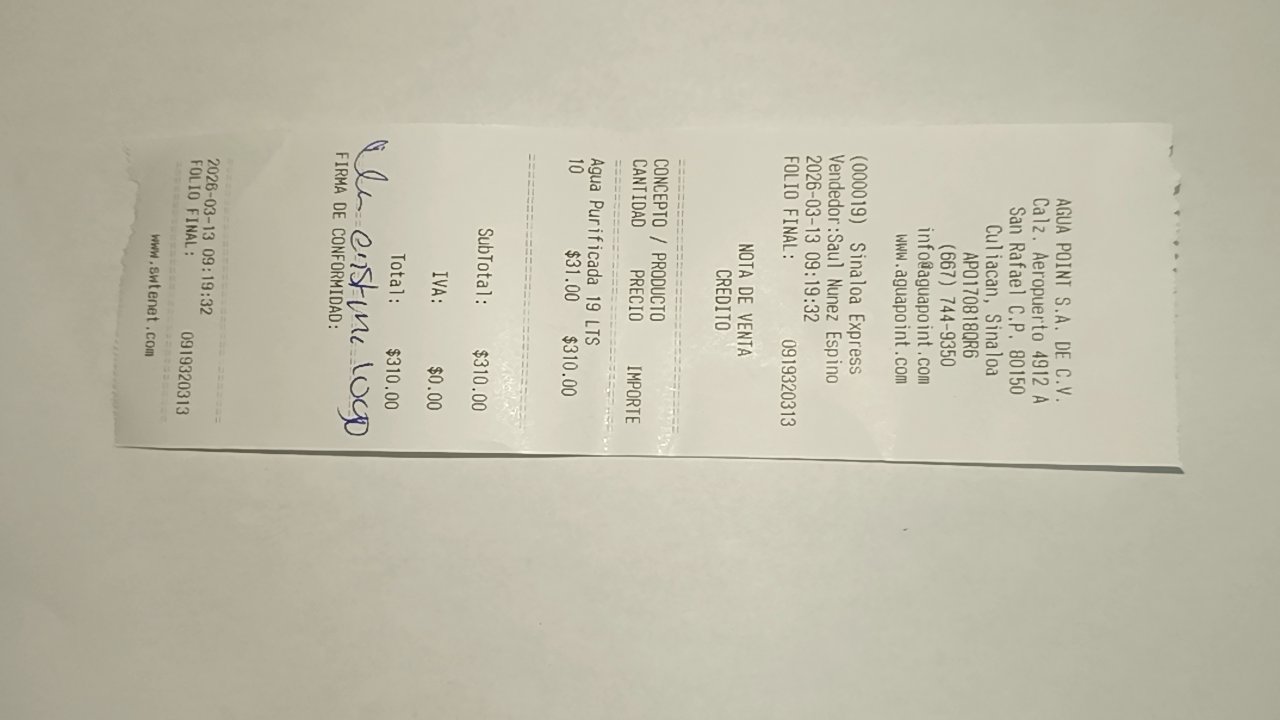 AGUA POINT S.A. DE C.V.
Calz. Aeropuerto 4912 A
San Rafael C.P. 80150
Culiacan, Sinaloa
APO170818QR6
(667) 744-9350
info@aguapoint.com
www.aguapoint.com
(000019) Sinaloa Express
Vendedor:Saul Nunez Espino
2026-03-13 09:19:32
FOLIO FINAL: 0919320313
NOTA DE VENTA
CREDITO
CONCEPTO / PRODUCTO
CANTIDAD PRECIO IMPORTE
Agua Purificada 19 LTS
10 $31.00 $310.00
SubTotal: $310.00
IVA: $0.00
Total: $310.00
FIRMA DE CONFORMIDAD:
2026-03-13 09:19:32
FOLIO FINAL: 0919320313
www.swtenet.com